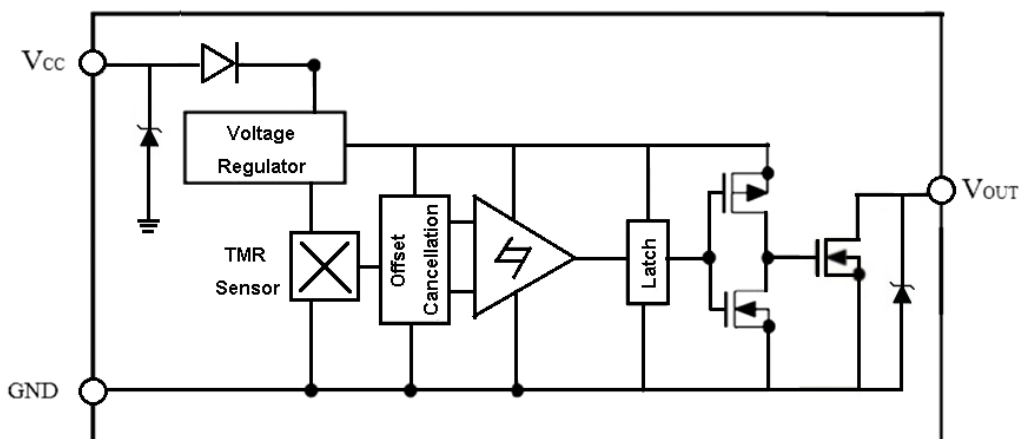 VCC
Voltage
Regulator
VOUT
TMR
Sensor
Offset
Cancellation
Latch
GND